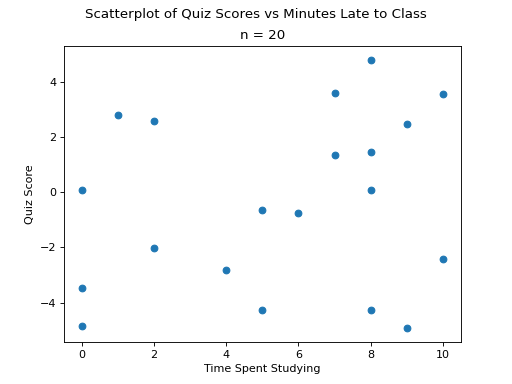 Scatterplot of Quiz Scores vs Minutes Late to Class
n = 20
4
2
0
−2
−4
Quiz Score
0 2 4 6 8 10
Time Spent Studying